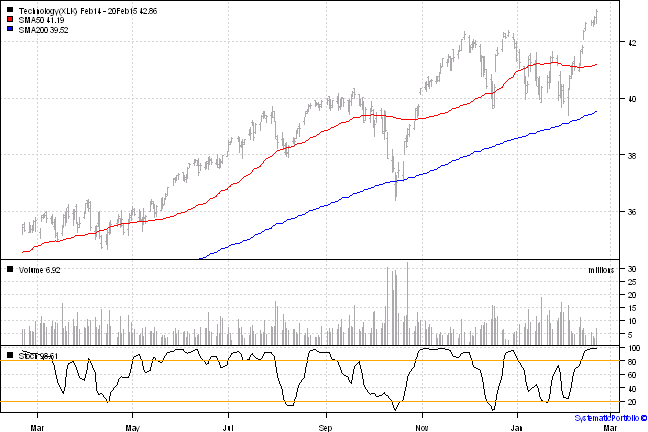 Technology(XLK) Feb14 - 20Feb15 42.86
SMA50 41.19
SMA200 39.52
42
40
38
36
Volume 6.92
millions
30
25
20
15
10
5
100
80
60
40
20
Mar
May
Jul
Sep
Nov
Jan
Mar
SystematicPortfolio ©